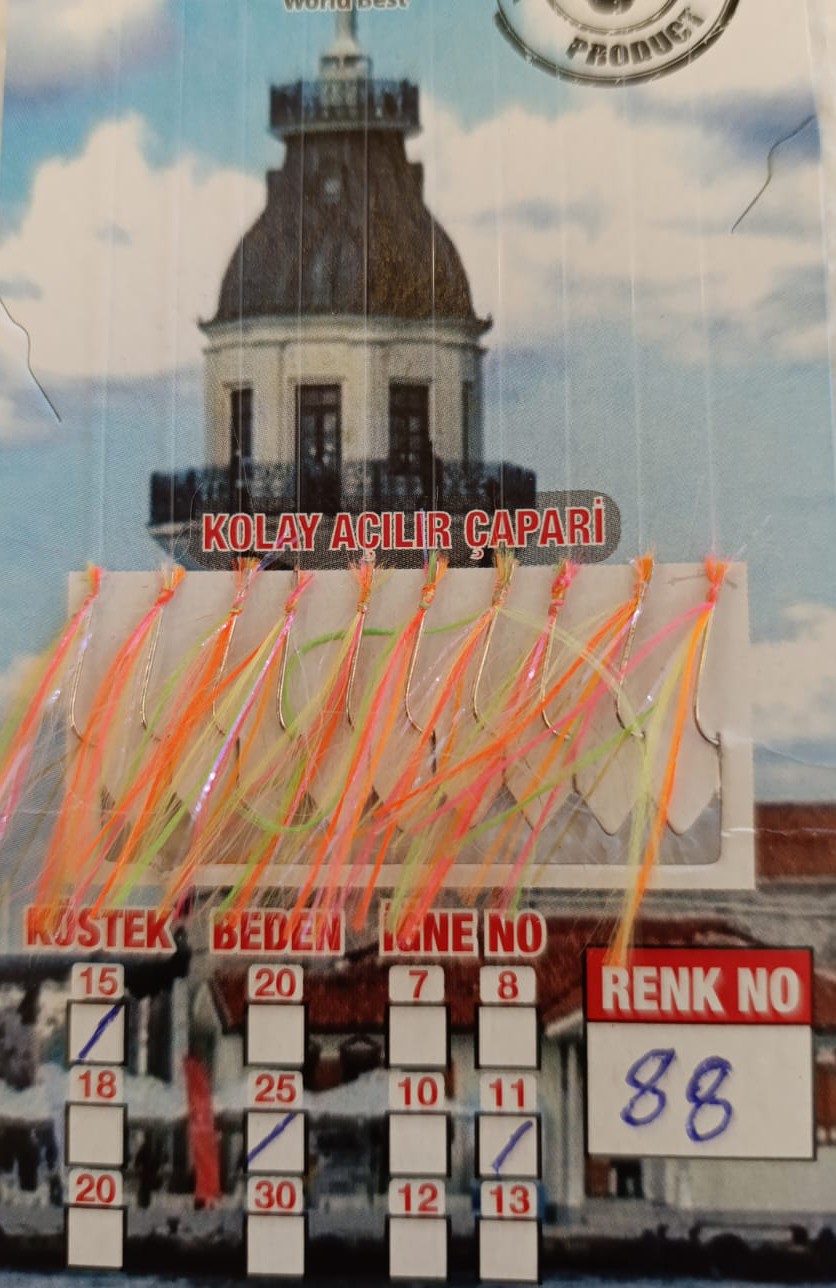 World Best
PRODUCT
KOLAY AÇILIR ÇAPARİ
KÖSTEK BEDEN İĞNE NO
RENK NO
15 20 7 8
88
18 25 10 11
20 30 12 13